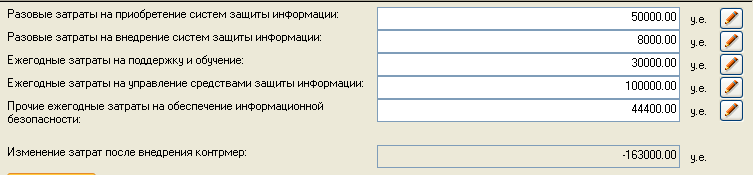 Разовые затраты на приобретение систем защиты информации: 50000.00 у.е.
Разовые затраты на внедрение систем защиты информации: 8000.00 у.е.
Ежегодные затраты на поддержку и обучение: 30000.00 у.е.
Ежегодные затраты на управление средствами защиты информации: 100000.00 у.е.
Прочие ежегодные затраты на обеспечение информационной 44400.00 у.е.
безопасности:
Изменение затрат после внедрения контрмер: -163000.00 у.е.